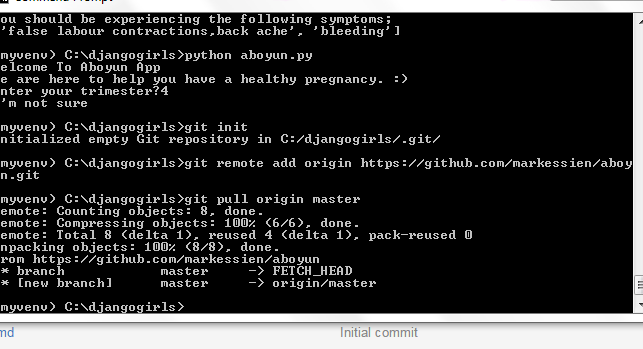 Command Prompt
ou should be experiencing the following symptoms;
'false labour contractions,back ache', 'bleeding']
myvenv) C:\djangogirls>python aboyun.py
elcome To Aboyun App
e are here to help you have a healthy pregnancy. :)
nter your trimester?4
'm not sure
myvenv) C:\djangogirls>git init
nitialized empty Git repository in C:/djangogirls/.git/
myvenv) C:\djangogirls>git remote add origin https://github.com/markessien/aboy
n.git
myvenv) C:\djangogirls>git pull origin master
emote: Counting objects: 8, done.
emote: Compressing objects: 100% (6/6), done.
emote: Total 8 (delta 1), reused 4 (delta 1), pack-reused 0
npacking objects: 100% (8/8), done.
rom https://github.com/markessien/aboyun
* branch master -> FETCH_HEAD
* [new branch] master -> origin/master
myvenv) C:\djangogirls>
md Initial commit